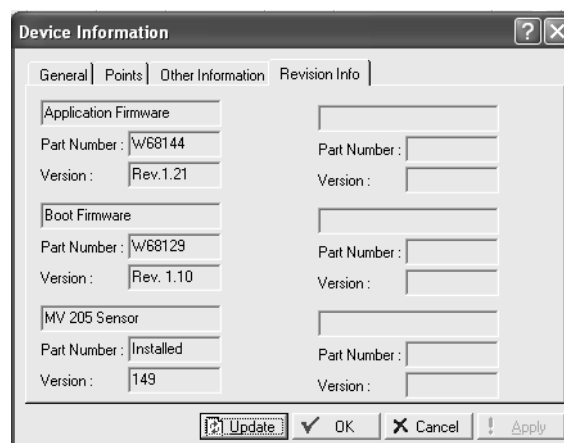 Device Information
General Points Other Information Revision Info
Application Firmware
Part Number : W68144 Part Number :
Version : Rev.1.21 Version :
Boot Firmware
Part Number : W68129 Part Number :
Version : Rev. 1.10 Version :
MV 205 Sensor
Part Number : Installed Part Number :
Version : 149 Version :
Update OK Cancel ! Apply